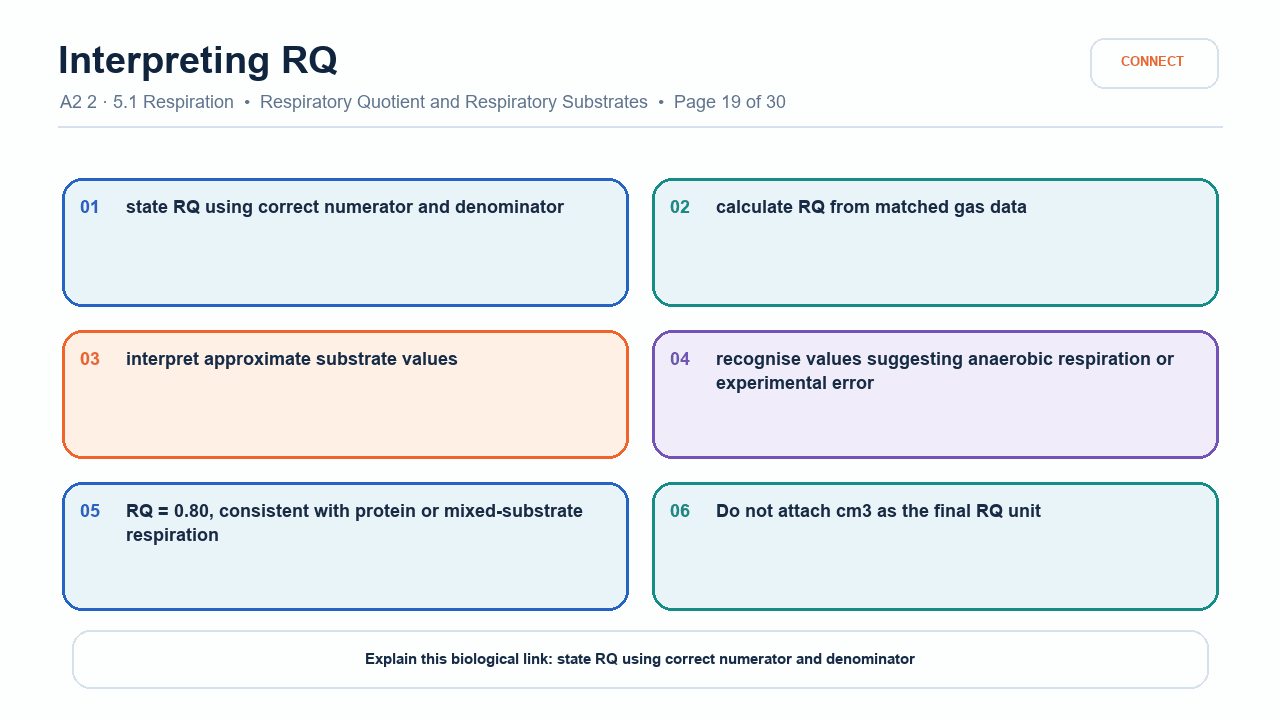 Interpreting RQ
CONNECT
A2 2 · 5.1 Respiration • Respiratory Quotient and Respiratory Substrates • Page 19 of 30
01 state RQ using correct numerator and denominator
02 calculate RQ from matched gas data
03 interpret approximate substrate values
04 recognise values suggesting anaerobic respiration or
experimental error
05 RQ = 0.80, consistent with protein or mixed-substrate
respiration
06 Do not attach cm3 as the final RQ unit
Explain this biological link: state RQ using correct numerator and denominator